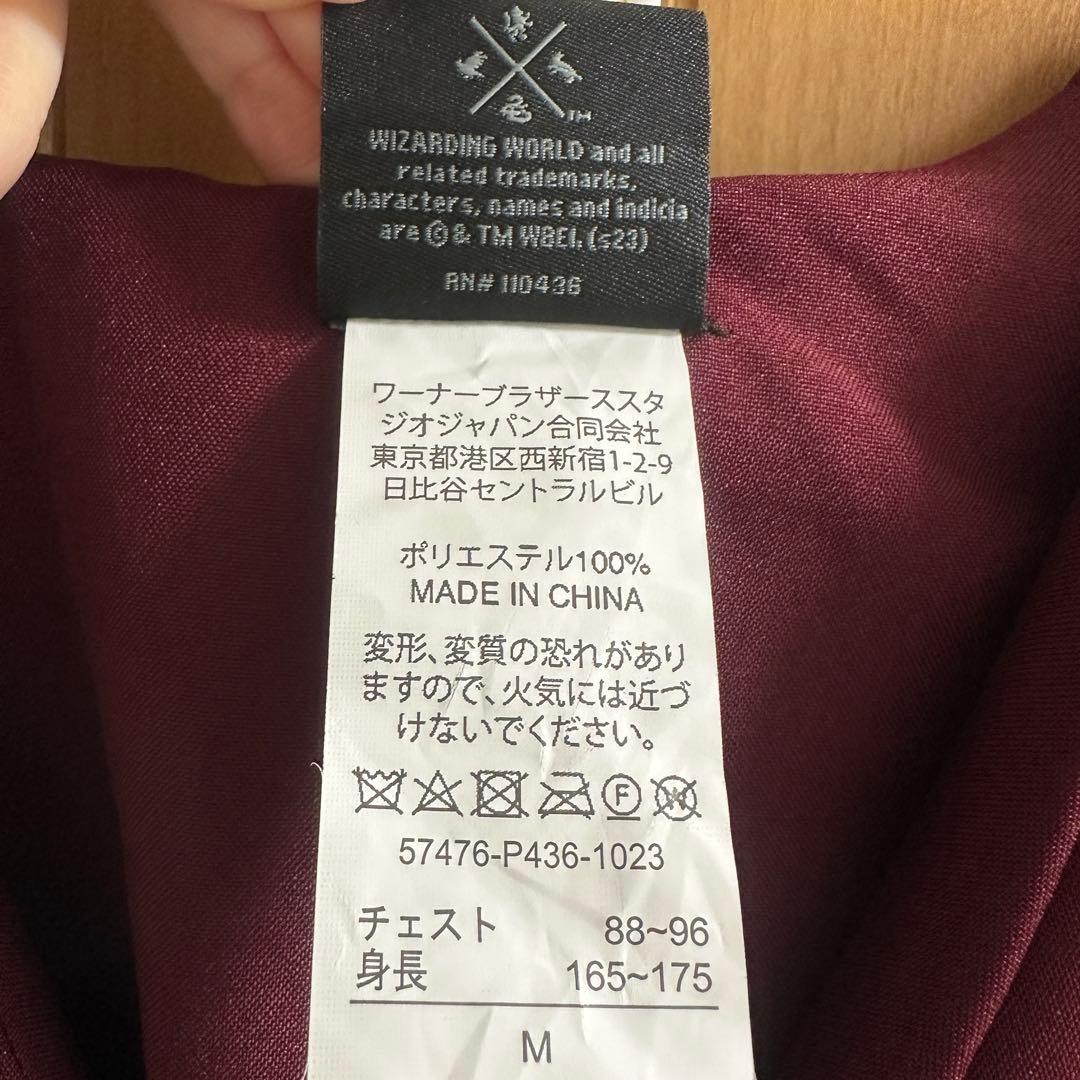 TM
WIZARDING WORLD and all
related trademarks,
characters, names and indicia
are © & TM WBEI. (s23)
RN# 110436
ワーナーブラザーススタ
ジオジャパン合同会社
東京都港区西新宿1-2-9
日比谷セントラルビル
ポリエステル100%
MADE IN CHINA
変形、変質の恐れがあり
ますので、火気には近づ
けないでください。
F W
57476-P436-1023
チェスト 88~96
身長 165~175
M